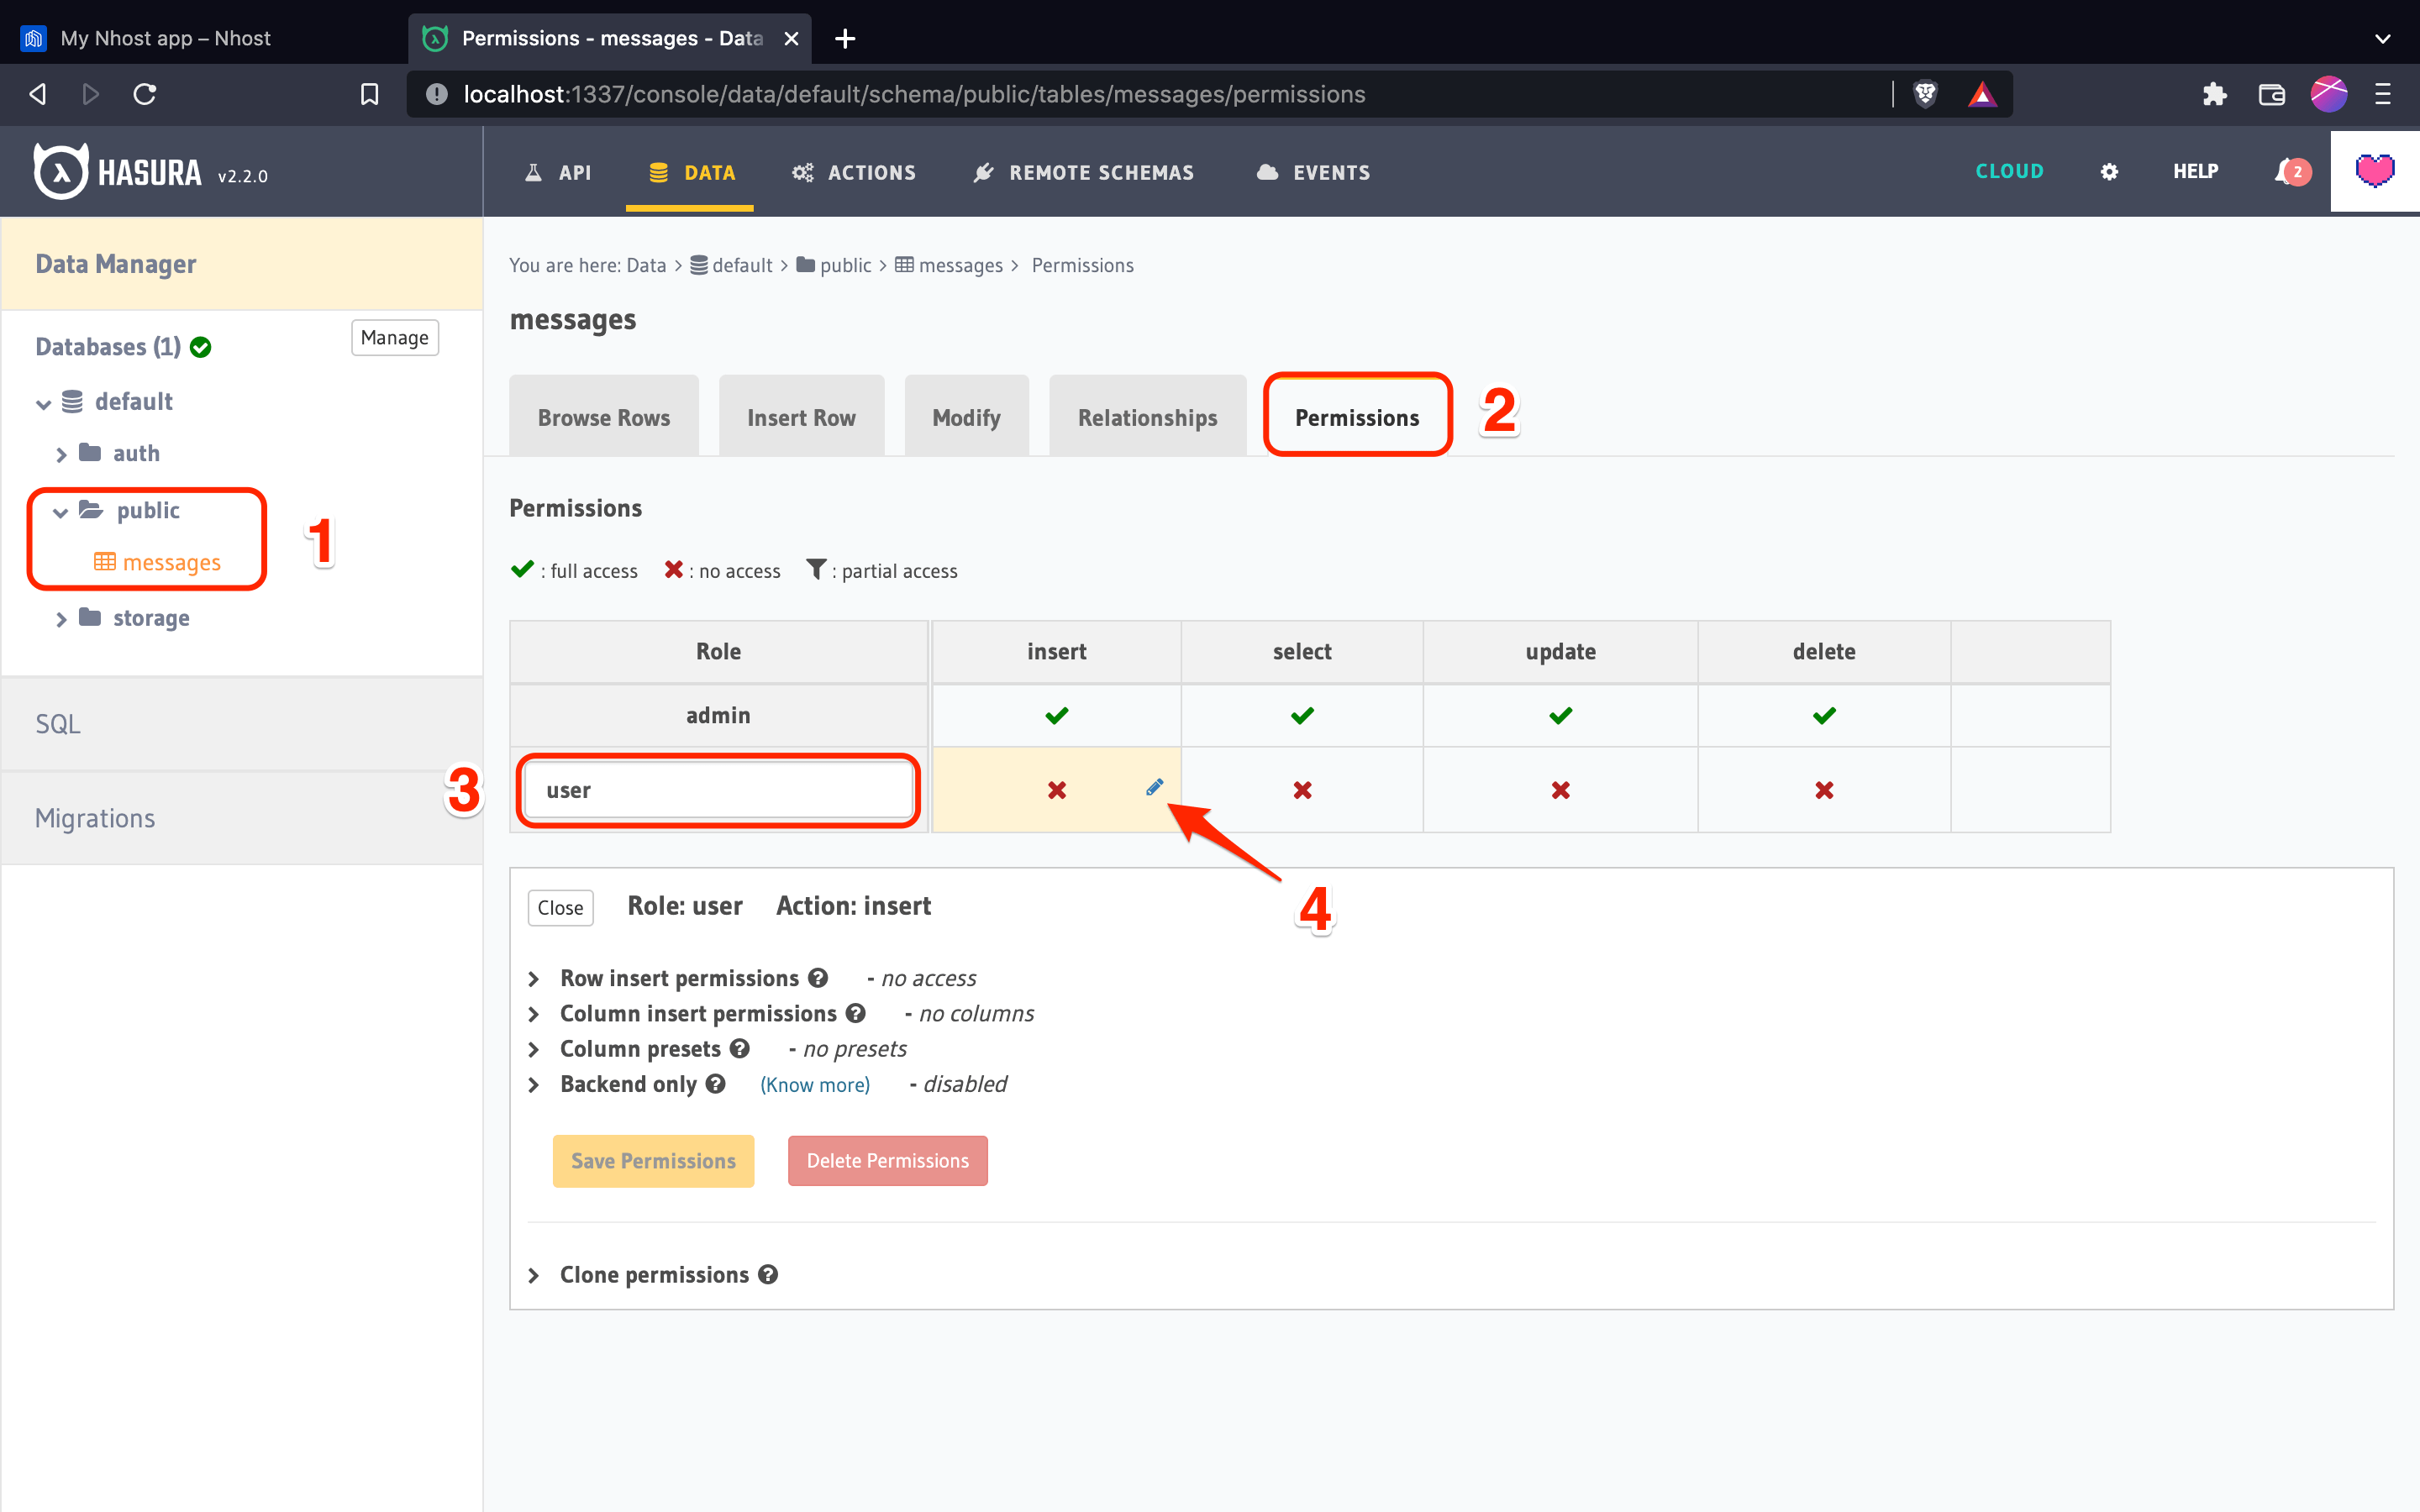 My Nhost app – Nhost
Permissions - messages - Data
localhost:1337/console/data/default/schema/public/tables/messages/permissions
HASURA v2.2.0
API
DATA
ACTIONS
REMOTE SCHEMAS
EVENTS
CLOUD
HELP
2
Data Manager
Databases (1)
Manage
default
auth
public
messages
1
storage
SQL
Migrations
You are here: Data > default > public > messages > Permissions
messages
Browse Rows
Insert Row
Modify
Relationships
Permissions
2
Permissions
: full access
: no access
: partial access
Role insert select update delete
admin
3
user
4
Close
Role: user Action: insert
Row insert permissions - no access
Column insert permissions - no columns
Column presets - no presets
Backend only (Know more) - disabled
Save Permissions
Delete Permissions
Clone permissions